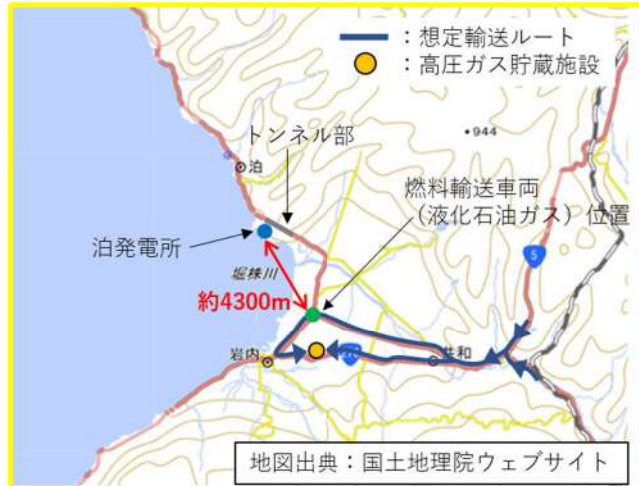 ：想定輸送ルート
：高圧ガス貯蔵施設
トンネル部
・944
泊
燃料輸送車両
（液化石油ガス）位置
泊発電所
5
堀株川
約4300m
岩内
共和
地図出典：国土地理院ウェブサイト